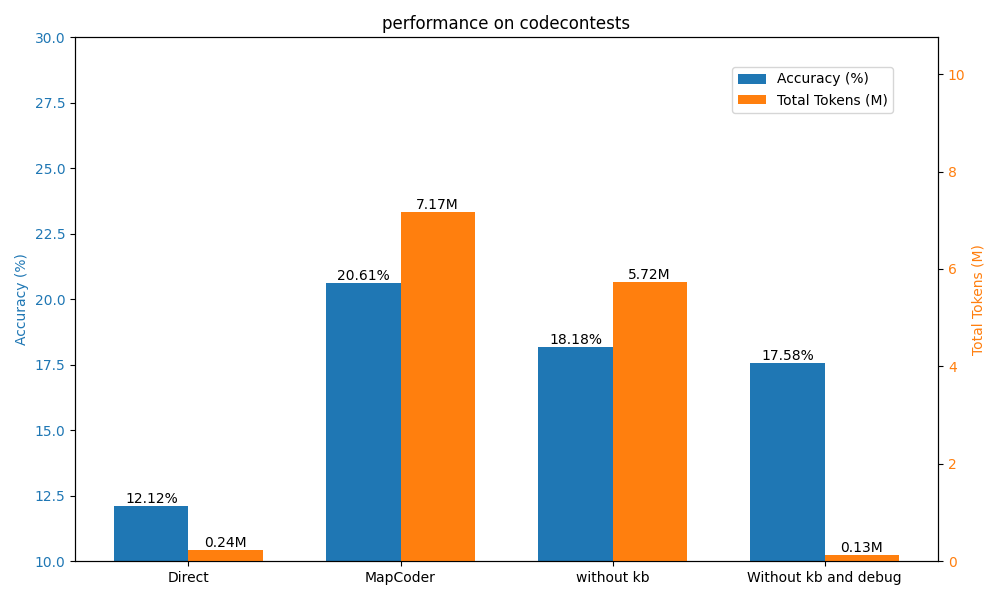 performance on codecontests
30.0
27.5
25.0
22.5
20.0
17.5
15.0
12.5
10.0
Accuracy (%)
10
8
6
4
2
0
Total Tokens (M)
Accuracy (%)
Total Tokens (M)
12.12%
0.24M
20.61%
7.17M
18.18%
5.72M
17.58%
0.13M
Direct
MapCoder
without kb
Without kb and debug